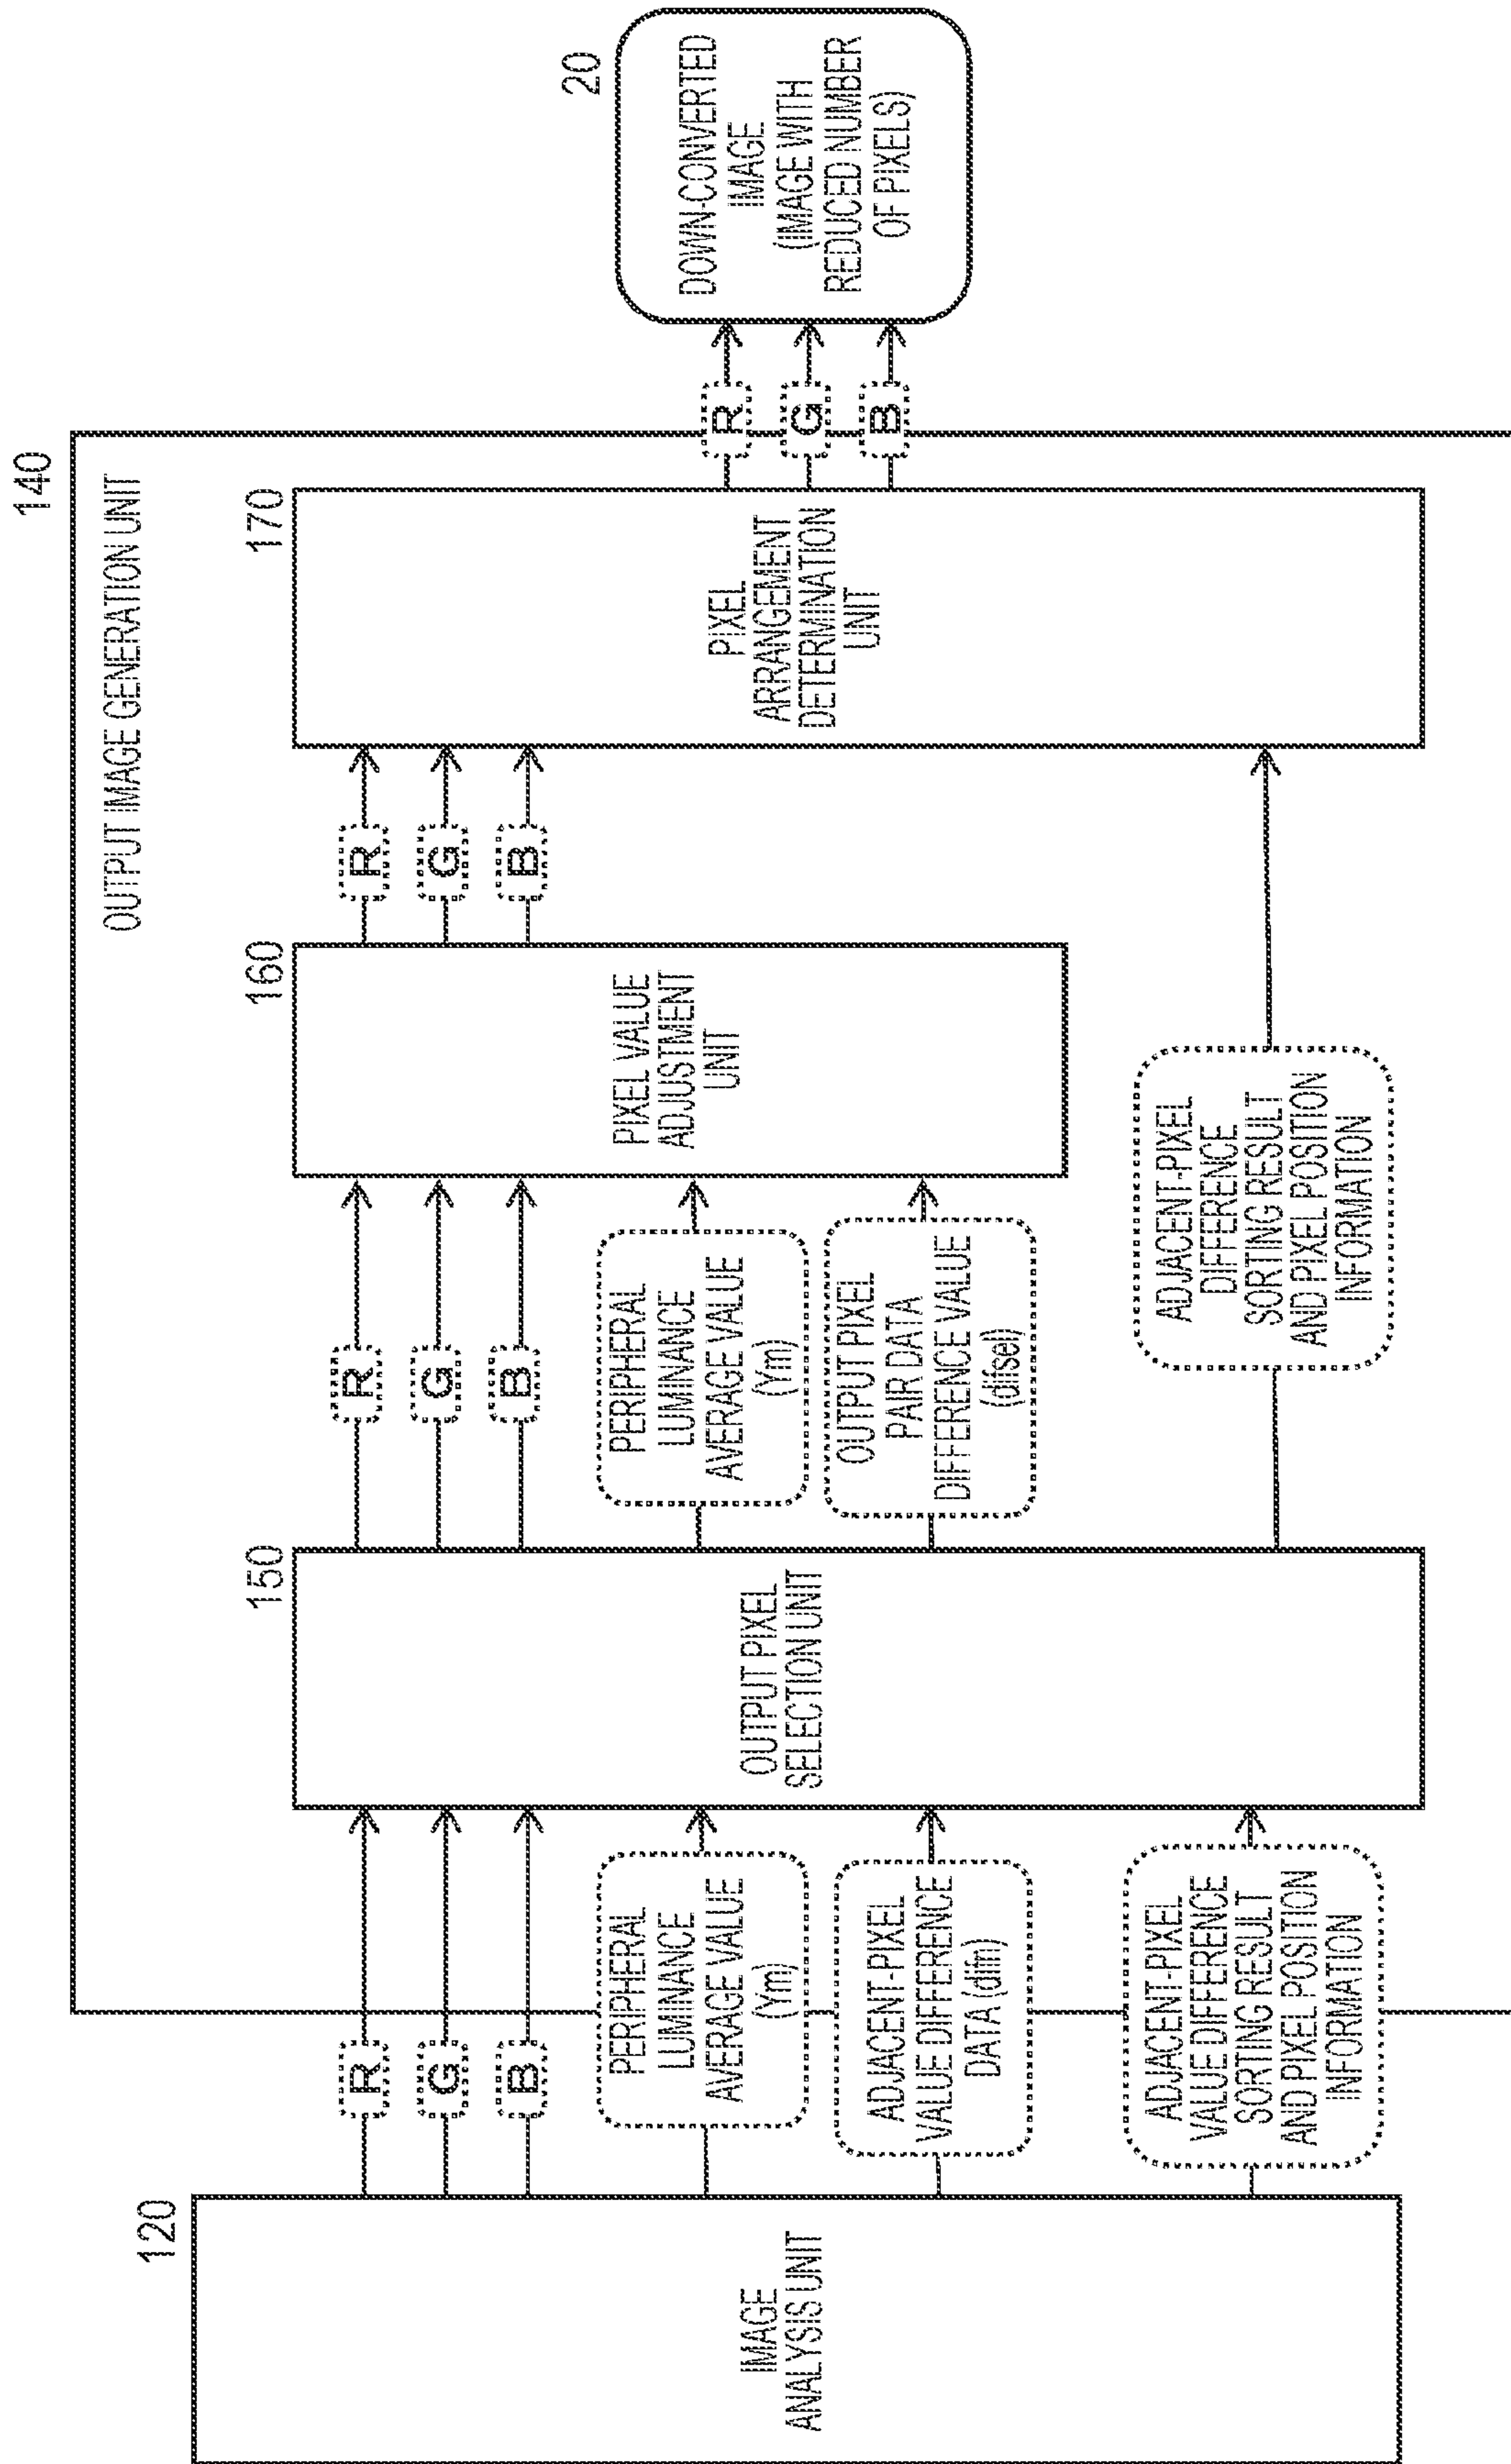 140
OUTPUT IMAGE GENERATION UNIT
120
IMAGE
ANALYSIS UNIT
R
G
B
PERIPHERAL
LUMINANCE
AVERAGE VALUE
(Ym)
ADJACENT-PIXEL
VALUE DIFFERENCE
DATA (difn)
ADJACENT-PIXEL
VALUE DIFFERENCE
SORTING RESULT
AND PIXEL POSITION
INFORMATION
150
OUTPUT PIXEL
SELECTION UNIT
R
G
B
PERIPHERAL
LUMINANCE
AVERAGE VALUE
(Ym)
OUTPUT PIXEL
PAIR DATA
DIFFERENCE VALUE
(difsel)
ADJACENT-PIXEL
DIFFERENCE
SORTING RESULT
AND PIXEL POSITION
INFORMATION
160
PIXEL VALUE
ADJUSTMENT
UNIT
R
G
B
170
PIXEL
ARRANGEMENT
DETERMINATION
UNIT
R
G
B
20
DOWN-CONVERTED
IMAGE
(IMAGE WITH
REDUCED NUMBER
OF PIXELS)